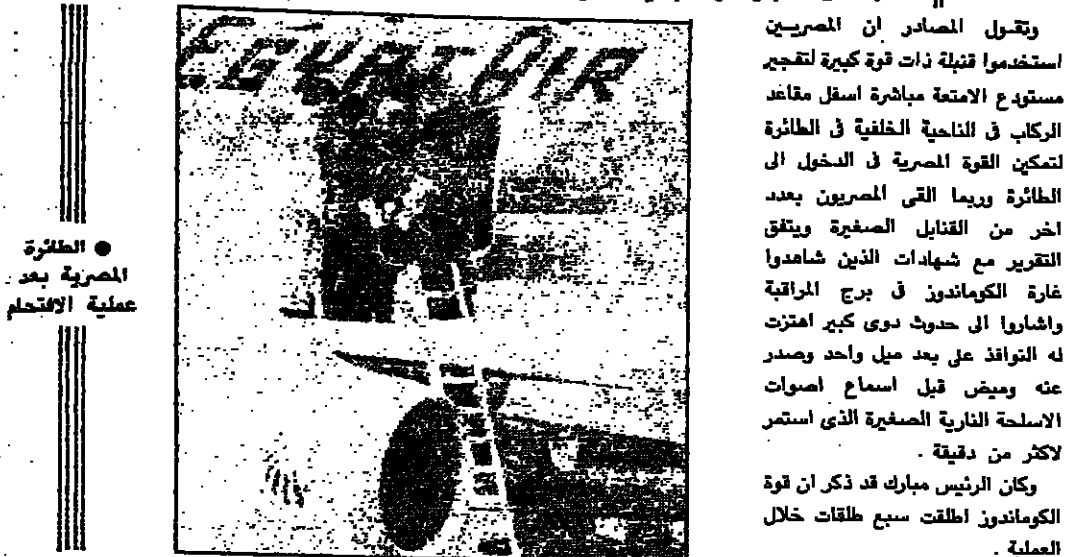 وتقول المصادر ان المصريين
استخدموا قنبلة ذات قوة كبيرة لتفجير
مستودع الامتعة مباشرة اسفل مقاعد
الركاب فى الناحية الخلفية فى الطائرة
لتمكين القوة المصرية فى الدخول الى
الطائرة وربما القى المصريون بعدد
اخر من القنابل الصغيرة ويتفق
التقرير مع شهادات الذين شاهدوا
غارة الكوماندوز فى برج المراقبة
واشاروا الى حدوث دوى كبير اهتزت
له النوافذ على بعد ميل واحد وصدر
عنه وميض قبل اسماع اصوات
الاسلحة النارية الصغيرة الذى استمر
لاكثر من دقيقة .
وكان الرئيس مبارك قد ذكر ان قوة
الكوماندوز اطلقت سبع طلقات خلال
العملية .
EGYPTAIR
● الطائرة
المصرية بعد
عملية الاقتحام